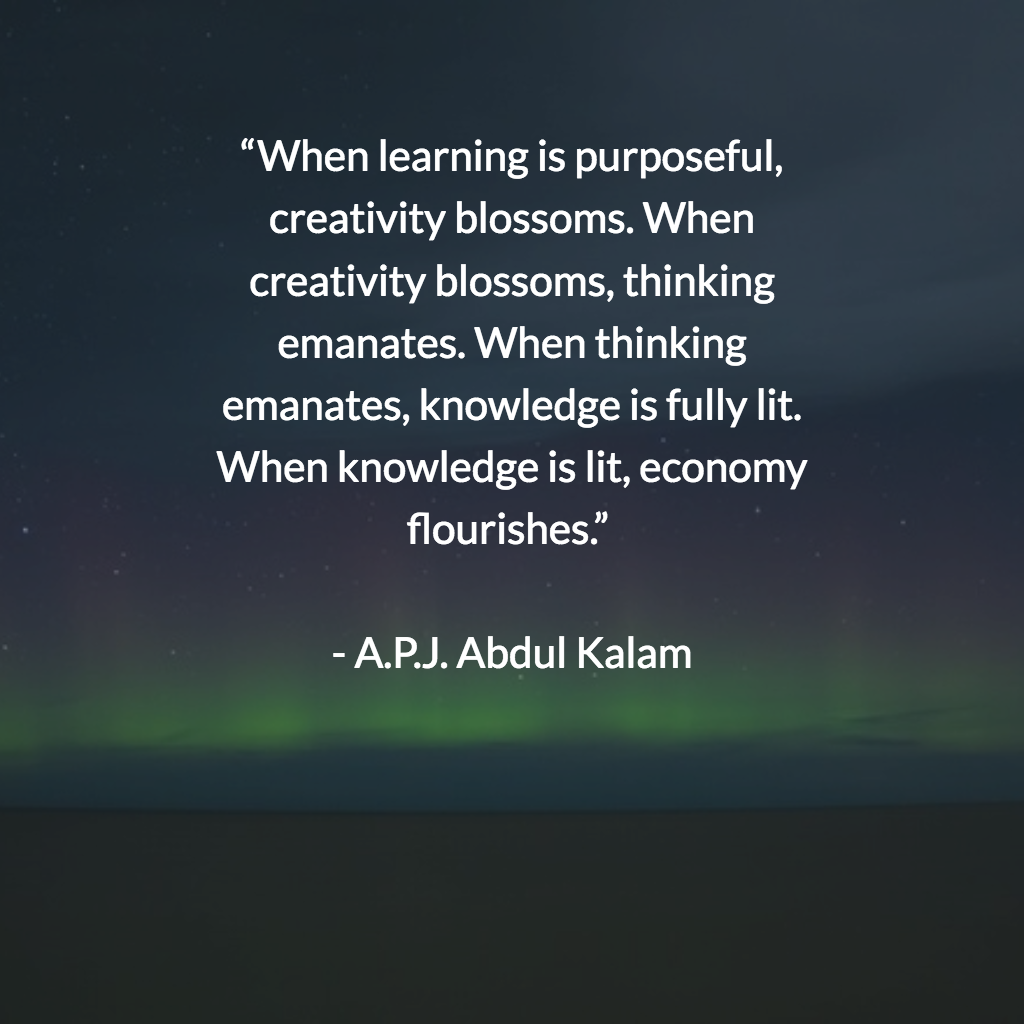 “When learning is purposeful,
creativity blossoms. When
creativity blossoms, thinking
emanates. When thinking
emanates, knowledge is fully lit.
When knowledge is lit, economy
flourishes.”
- A.P.J. Abdul Kalam